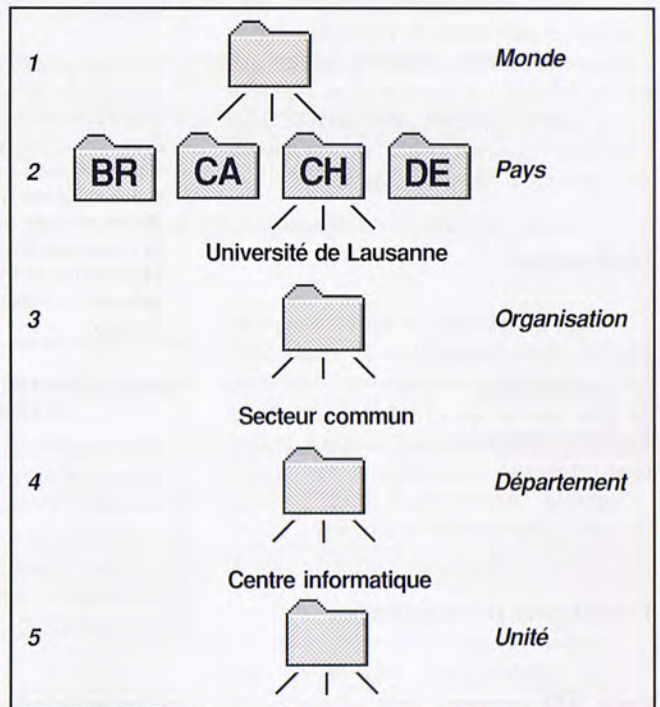 1 Monde
2 BR CA CH DE Pays
Université de Lausanne
3 Organisation
Secteur commun
4 Département
Centre informatique
5 Unité